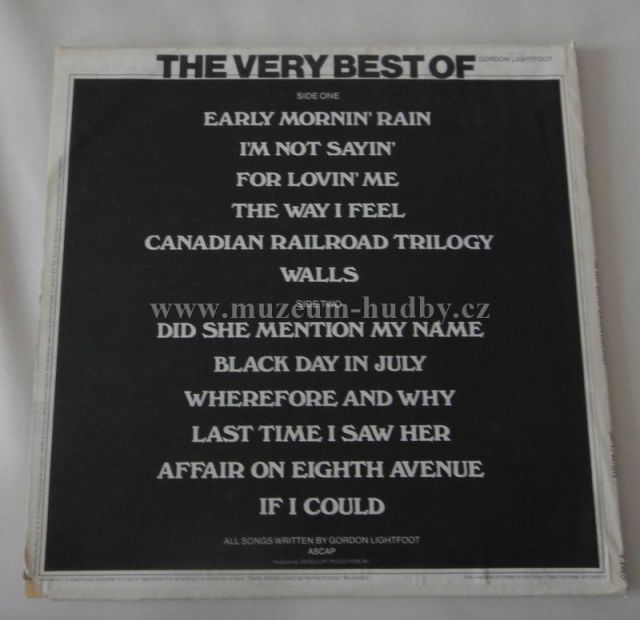 THE VERY BEST OF GORDON LIGHTFOOT
SIDE ONE
EARLY MORNIN' RAIN
I'M NOT SAYIN'
FOR LOVIN' ME
THE WAY I FEEL
CANADIAN RAILROAD TRILOGY
WALLS
SIDE TWO
www.muzeum-hudby.cz
DID SHE MENTION MY NAME
BLACK DAY IN JULY
WHEREFORE AND WHY
LAST TIME I SAW HER
AFFAIR ON EIGHTH AVENUE
IF I COULD
ALL SONGS WRITTEN BY GORDON LIGHTFOOT
ASCAP